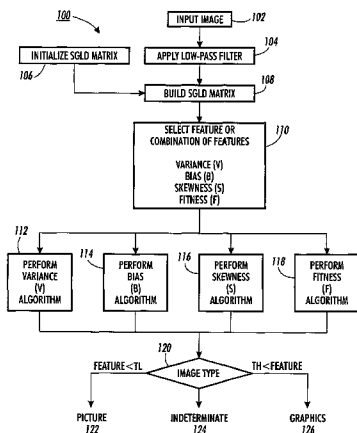 100
INPUT IMAGE
102
INITIALIZE SGLD MATRIX
106
APPLY LOW-PASS FILTER
104
BUILD SGLD MATRIX
108
SELECT FEATURE OR
COMBINATION OF FEATURES
VARIANCE (V)
BIAS (B)
SKEWNESS (S)
FITNESS (F)
110
112
PERFORM
VARIANCE
(V)
ALGORITHM
114
PERFORM
BIAS
(B)
ALGORITHM
116
PERFORM
SKEWNESS
(S)
ALGORITHM
118
PERFORM
FITNESS
(F)
ALGORITHM
120
FEATURE<TL
IMAGE TYPE
TH<FEATURE
PICTURE
122
INDETERMINATE
124
GRAPHICS
126